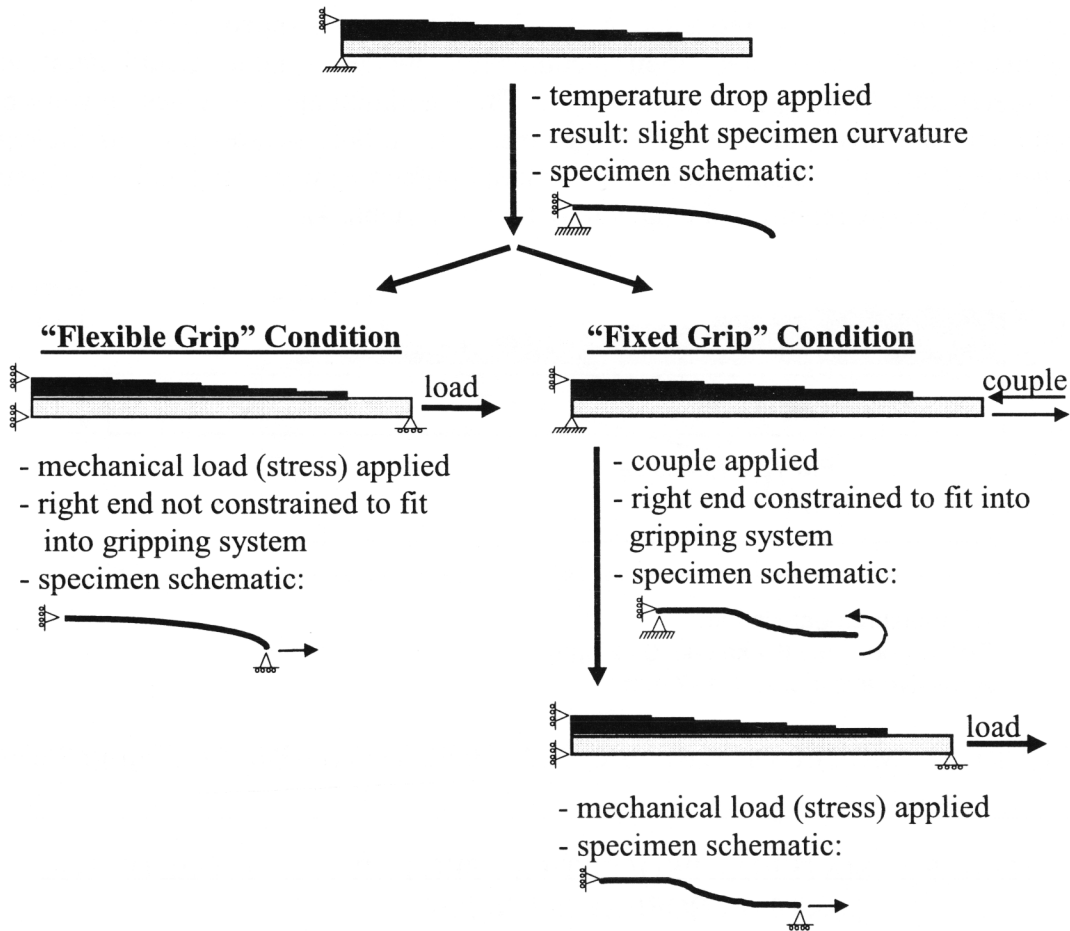 - temperature drop applied
- result: slight specimen curvature
- specimen schematic:
“Flexible Grip” Condition
load
- mechanical load (stress) applied
- right end not constrained to fit
into gripping system
- specimen schematic:
“Fixed Grip” Condition
couple
- couple applied
- right end constrained to fit into
gripping system
- specimen schematic:
load
- mechanical load (stress) applied
- specimen schematic: